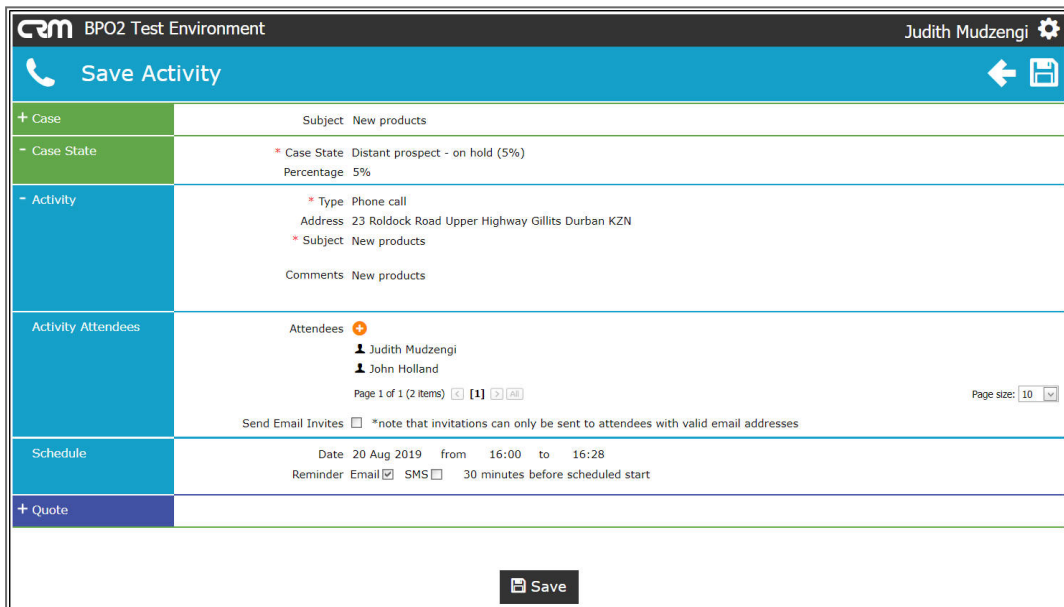 CRM BPO2 Test Environment Judith Mudzengi
Save Activity
+ Case Subject New products
- Case State * Case State Distant prospect - on hold (5%)
Percentage 5%
- Activity * Type Phone call
Address 23 Roldock Road Upper Highway Gillits Durban KZN
* Subject New products
Comments New products
Activity Attendees Attendees
Judith Mudzengi
John Holland
Page 1 of 1 (2 items) < [1] > All Page size: 10
Send Email Invites *note that invitations can only be sent to attendees with valid email addresses
Schedule Date 20 Aug 2019 from 16:00 to 16:28
Reminder Email SMS 30 minutes before scheduled start
+ Quote
Save